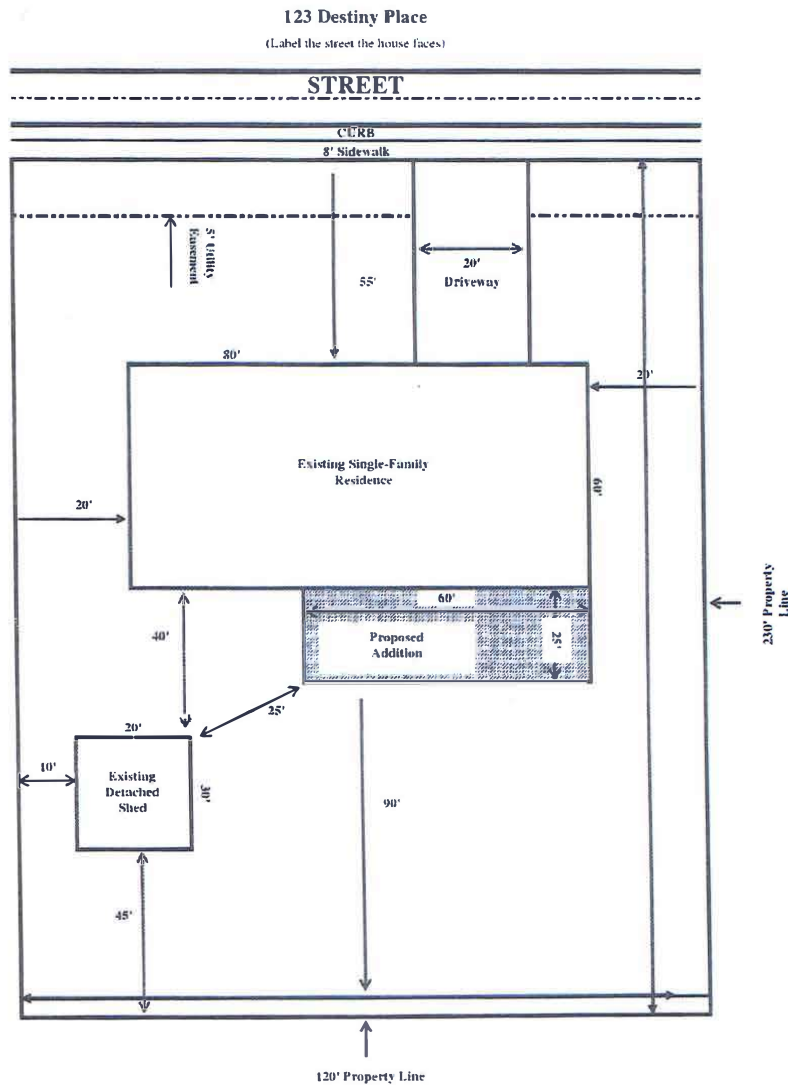 123 Destiny Place
(Label the street the house faces)
STREET
CURB
8' Sidewalk
5' Utility
Easement
55'
20'
Driveway
80'
20'
Existing Single-Family
Residence
60'
20'
60'
25'
Proposed
Addition
40'
25'
20'
10'
Existing
Detached
Shed
30'
90'
45'
230' Property
Line
120' Property Line